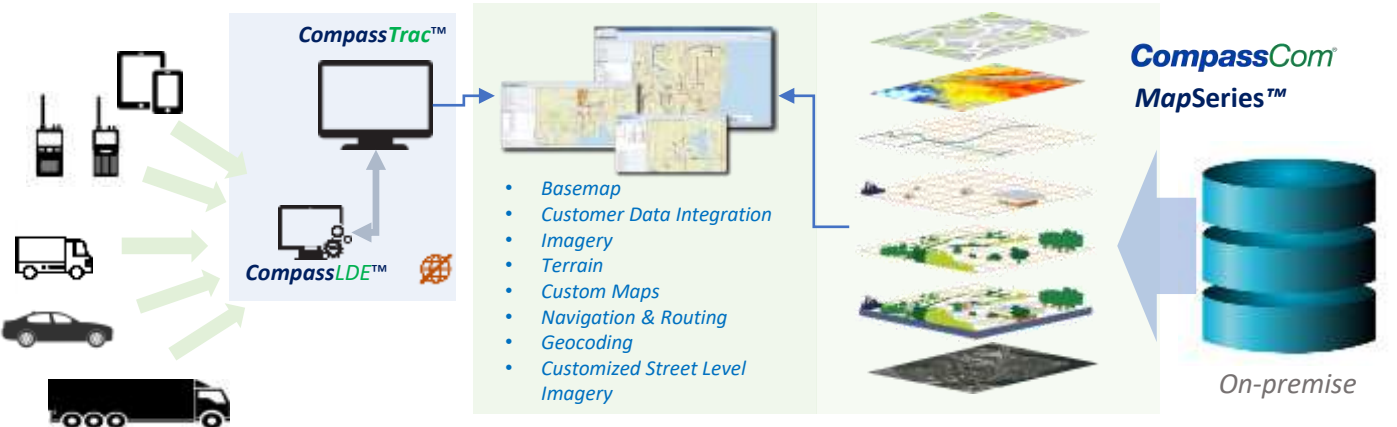 CompassTrac™
CompassLDE™
• Basemap
• Customer Data Integration
• Imagery
• Terrain
• Custom Maps
• Navigation & Routing
• Geocoding
• Customized Street Level
Imagery
CompassCom®
MapSeries™
On-premise